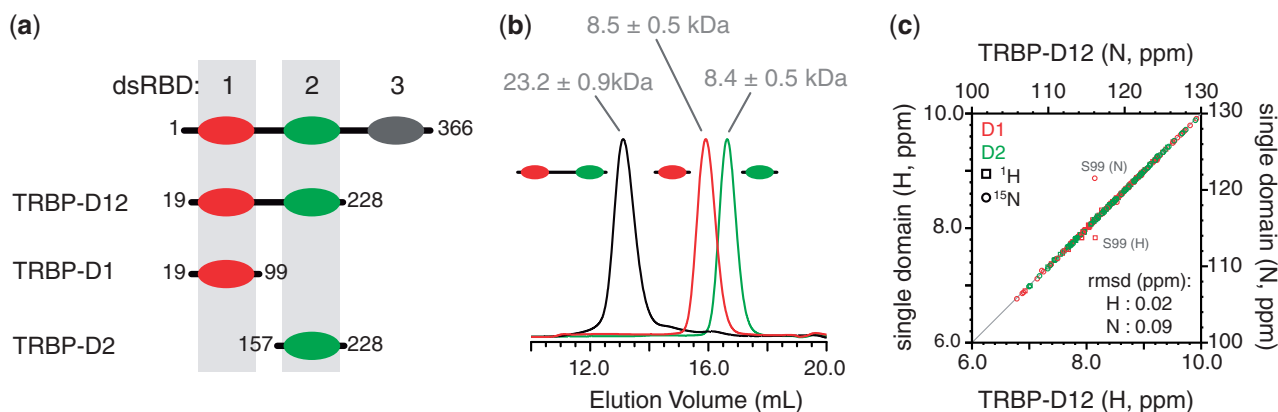 (a)
dsRBD: 1 2 3
1 366
TRBP-D12 19 228
TRBP-D1 19 99
TRBP-D2 157 228
(b)
8.5 ± 0.5 kDa
23.2 ± 0.9kDa
8.4 ± 0.5 kDa
12.0 16.0 20.0
Elution Volume (mL)
(c)
TRBP-D12 (N, ppm)
100 110 120 130
10.0 130
D1
D2
1H
15N
S99 (N)
120
8.0
S99 (H)
110
rmsd (ppm):
H : 0.02
N : 0.09
6.0 100
6.0 8.0 10.0
single domain (H, ppm)
single domain (N, ppm)
TRBP-D12 (H, ppm)